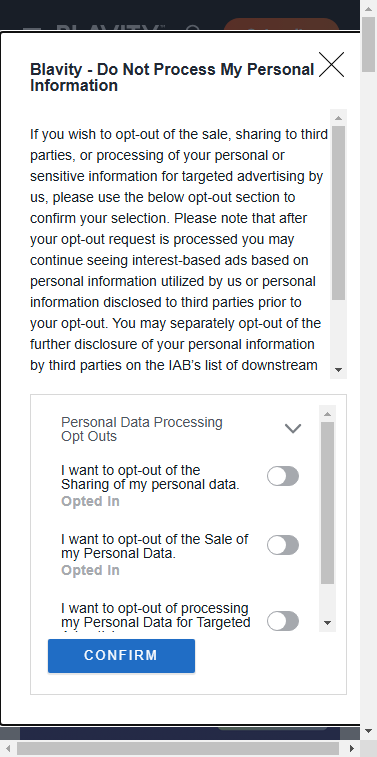 Blavity - Do Not Process My Personal
Information
If you wish to opt-out of the sale, sharing to third
parties, or processing of your personal or
sensitive information for targeted advertising by
us, please use the below opt-out section to
confirm your selection. Please note that after
your opt-out request is processed you may
continue seeing interest-based ads based on
personal information utilized by us or personal
information disclosed to third parties prior to
your opt-out. You may separately opt-out of the
further disclosure of your personal information
by third parties on the IAB's list of downstream
Personal Data Processing
Opt Outs
I want to opt-out of the
Sharing of my personal data.
Opted In
I want to opt-out of the Sale of
my Personal Data.
Opted In
I want to opt-out of processing
my Personal Data for Targeted
CONFIRM